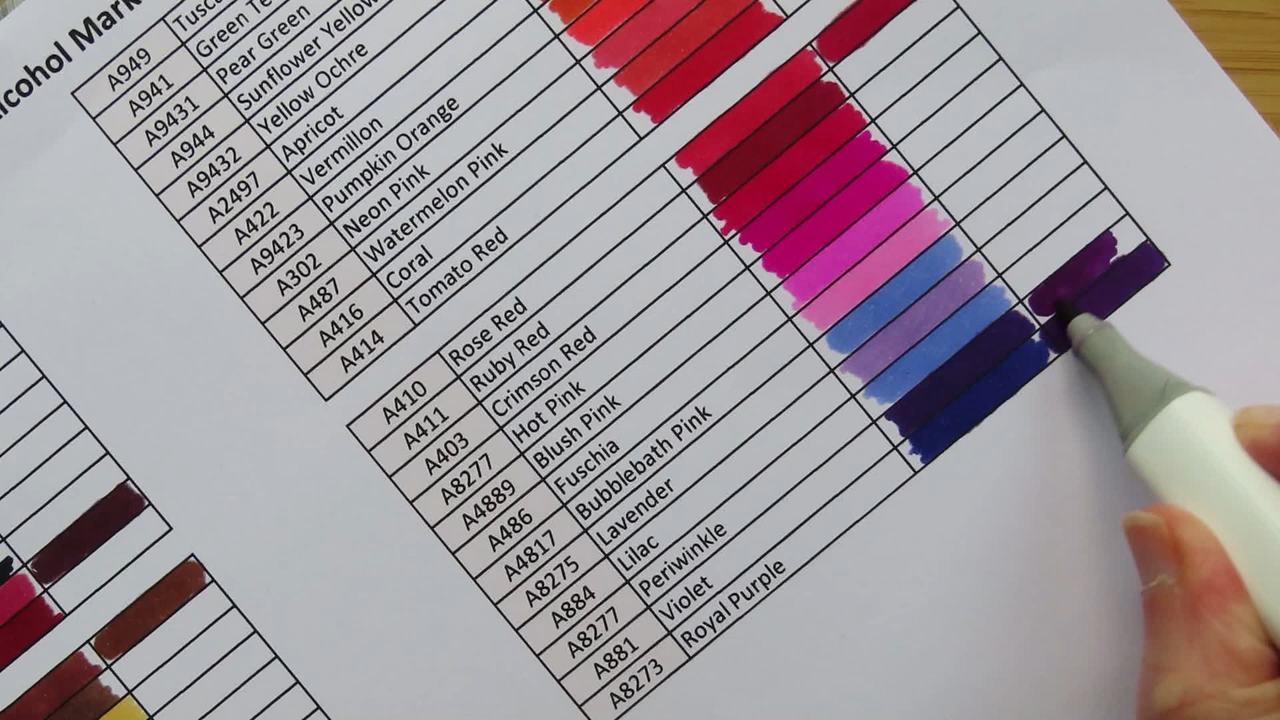 lcohol Mark
A949 Tusca
A941 Green Te
A9431 Pear Green
A944 Sunflower Yellow
A9432 Yellow Ochre
A2497 Apricot
A422 Vermillon
A9423 Pumpkin Orange
A302 Neon Pink
A487 Watermelon Pink
A416 Coral
A414 Tomato Red
A410 Rose Red
A411 Ruby Red
A403 Crimson Red
A8277 Hot Pink
A4889 Blush Pink
A486 Fuschia
A4817 Bubblebath Pink
A8275 Lavender
A884 Lilac
A8277 Periwinkle
A881 Violet
A8273 Royal Purple